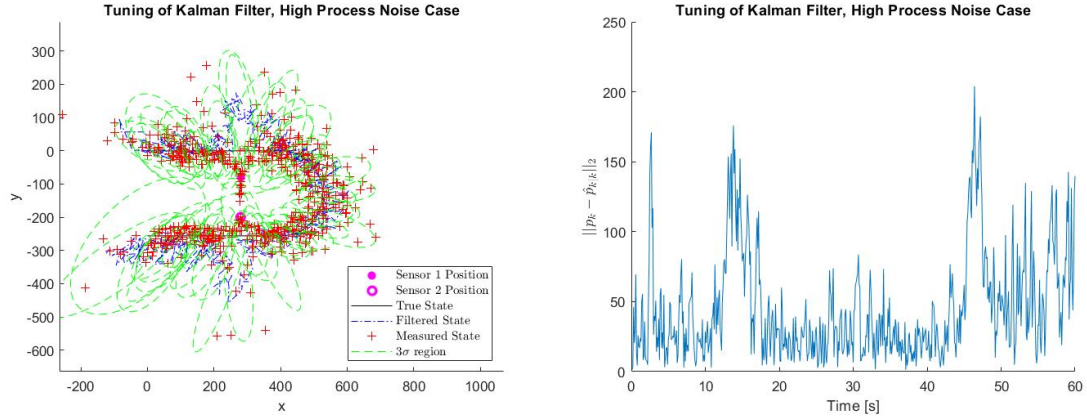 Tuning of Kalman Filter, High Process Noise Case
300
200
100
0
-100
-200
-300
-400
-500
-600
y
-200
0
200
400
600
800
1000
x
Sensor 1 Position
Sensor 2 Position
True State
Filtered State
Measured State
3σ region
Tuning of Kalman Filter, High Process Noise Case
250
200
150
100
50
0
||p_k − p̂_{k|k}||_2
0
10
20
30
40
50
60
Time [s]